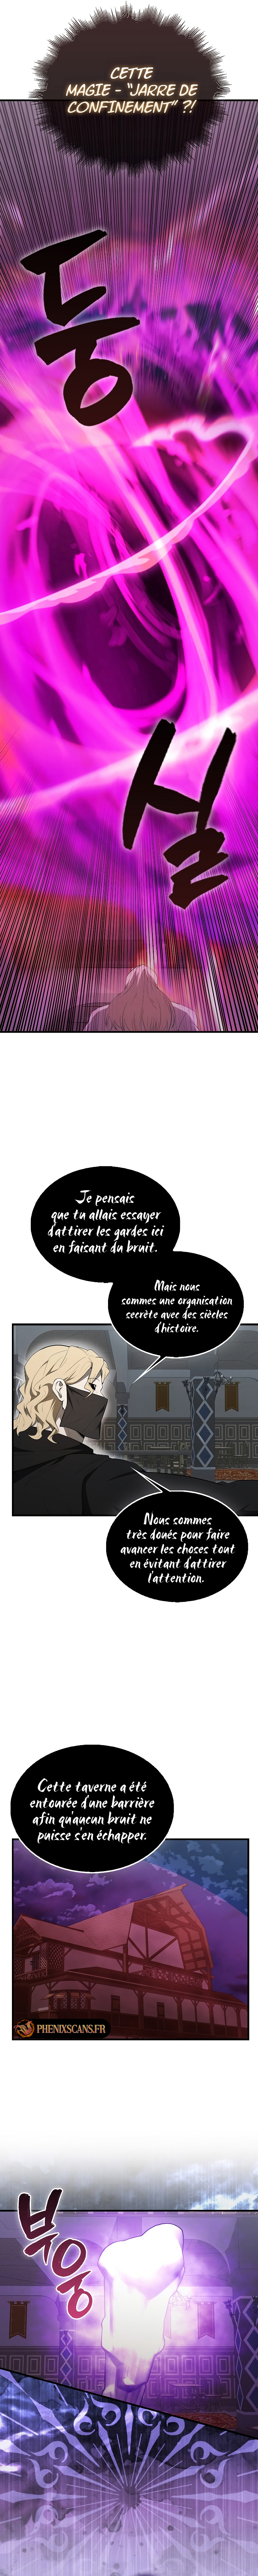 CETTE
MAGIE - "JARRE DE
CONFINEMENT" ?!
둥
실
Je pensais
que tu allais essayer
d'attirer les gardes ici
en faisant du bruit.
Mais nous
sommes une organisation
secrète avec des siècles
d'histoire.
Nous sommes
très doués pour faire
avancer les choses tout
en évitant d'attirer
l'attention.
Cette taverne a été
entourée d'une barrière
afin qu'aucun bruit ne
puisse s'en échapper.
PHENIXSCANS.FR
부웅